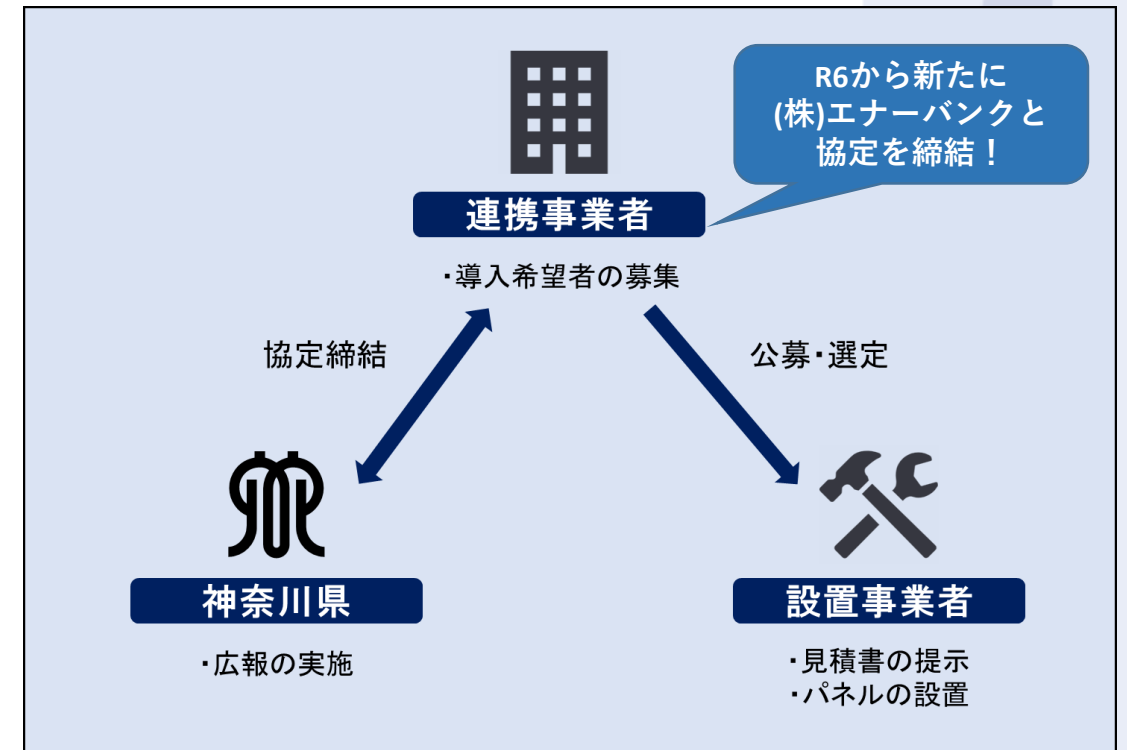 R6から新たに
(株)エナーバンクと
協定を締結！
連携事業者
・導入希望者の募集
協定締結
公募・選定
神奈川県
・広報の実施
設置事業者
・見積書の提示
・パネルの設置